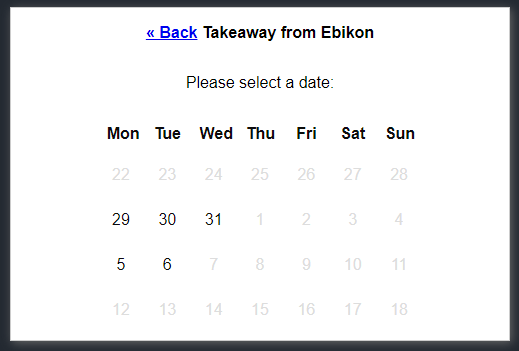 « Back Takeaway from Ebikon
Please select a date:
Mon Tue Wed Thu Fri Sat Sun
22 23 24 25 26 27 28
29 30 31 1 2 3 4
5 6 7 8 9 10 11
12 13 14 15 16 17 18